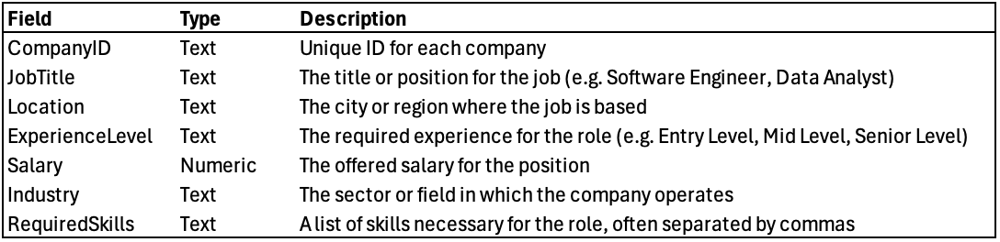 Field Type Description
CompanyID Text Unique ID for each company
JobTitle Text The title or position for the job (e.g. Software Engineer, Data Analyst)
Location Text The city or region where the job is based
ExperienceLevel Text The required experience for the role (e.g. Entry Level, Mid Level, Senior Level)
Salary Numeric The offered salary for the position
Industry Text The sector or field in which the company operates
RequiredSkills Text A list of skills necessary for the role, often separated by commas